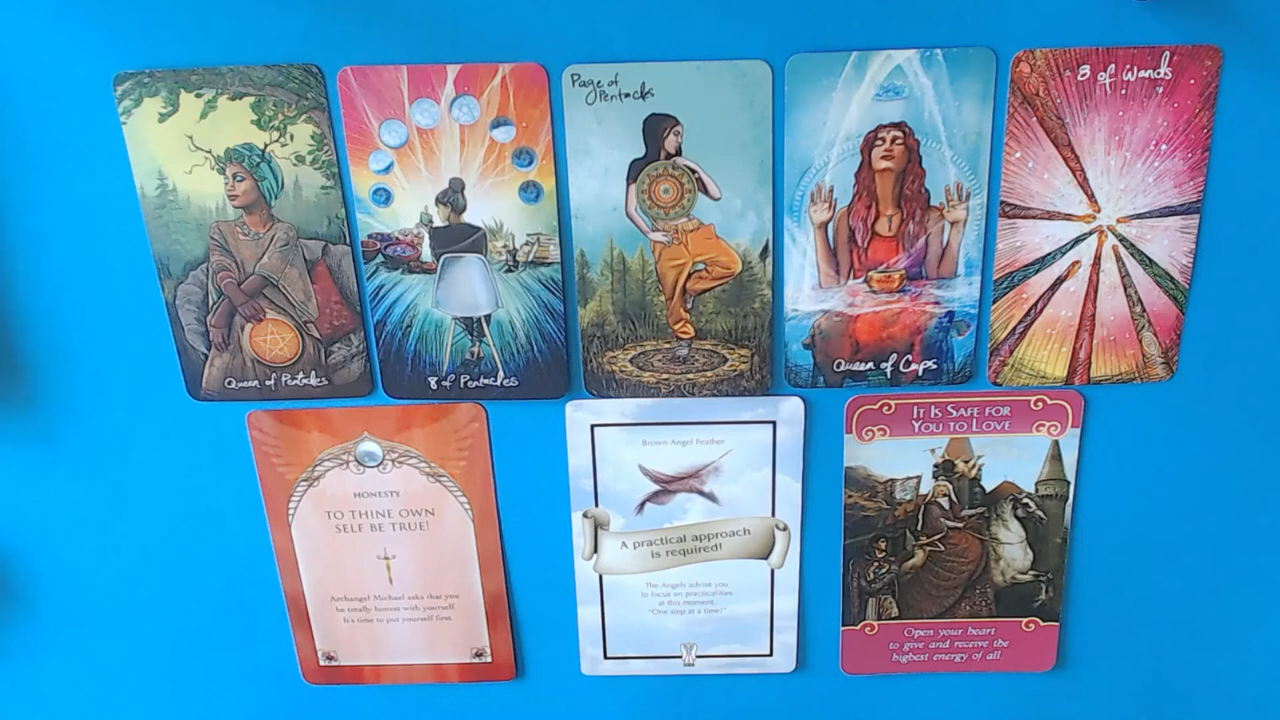 Queen of Pentacles
8 of Pentacles
Page of
Pentacles
Queen of Cups
8 of Wands
HONESTY
TO THINE OWN
SELF BE TRUE!
Archangel Michael asks that you
be totally honest with yourself.
It's time to put yourself first.
Brown Angel Feather
A practical approach
is required!
The Angels advise you
to focus on practicalities
at this moment.
"One step at a time!"
IT IS SAFE FOR
YOU TO LOVE
Open your heart
to give and receive the
highest energy of all.